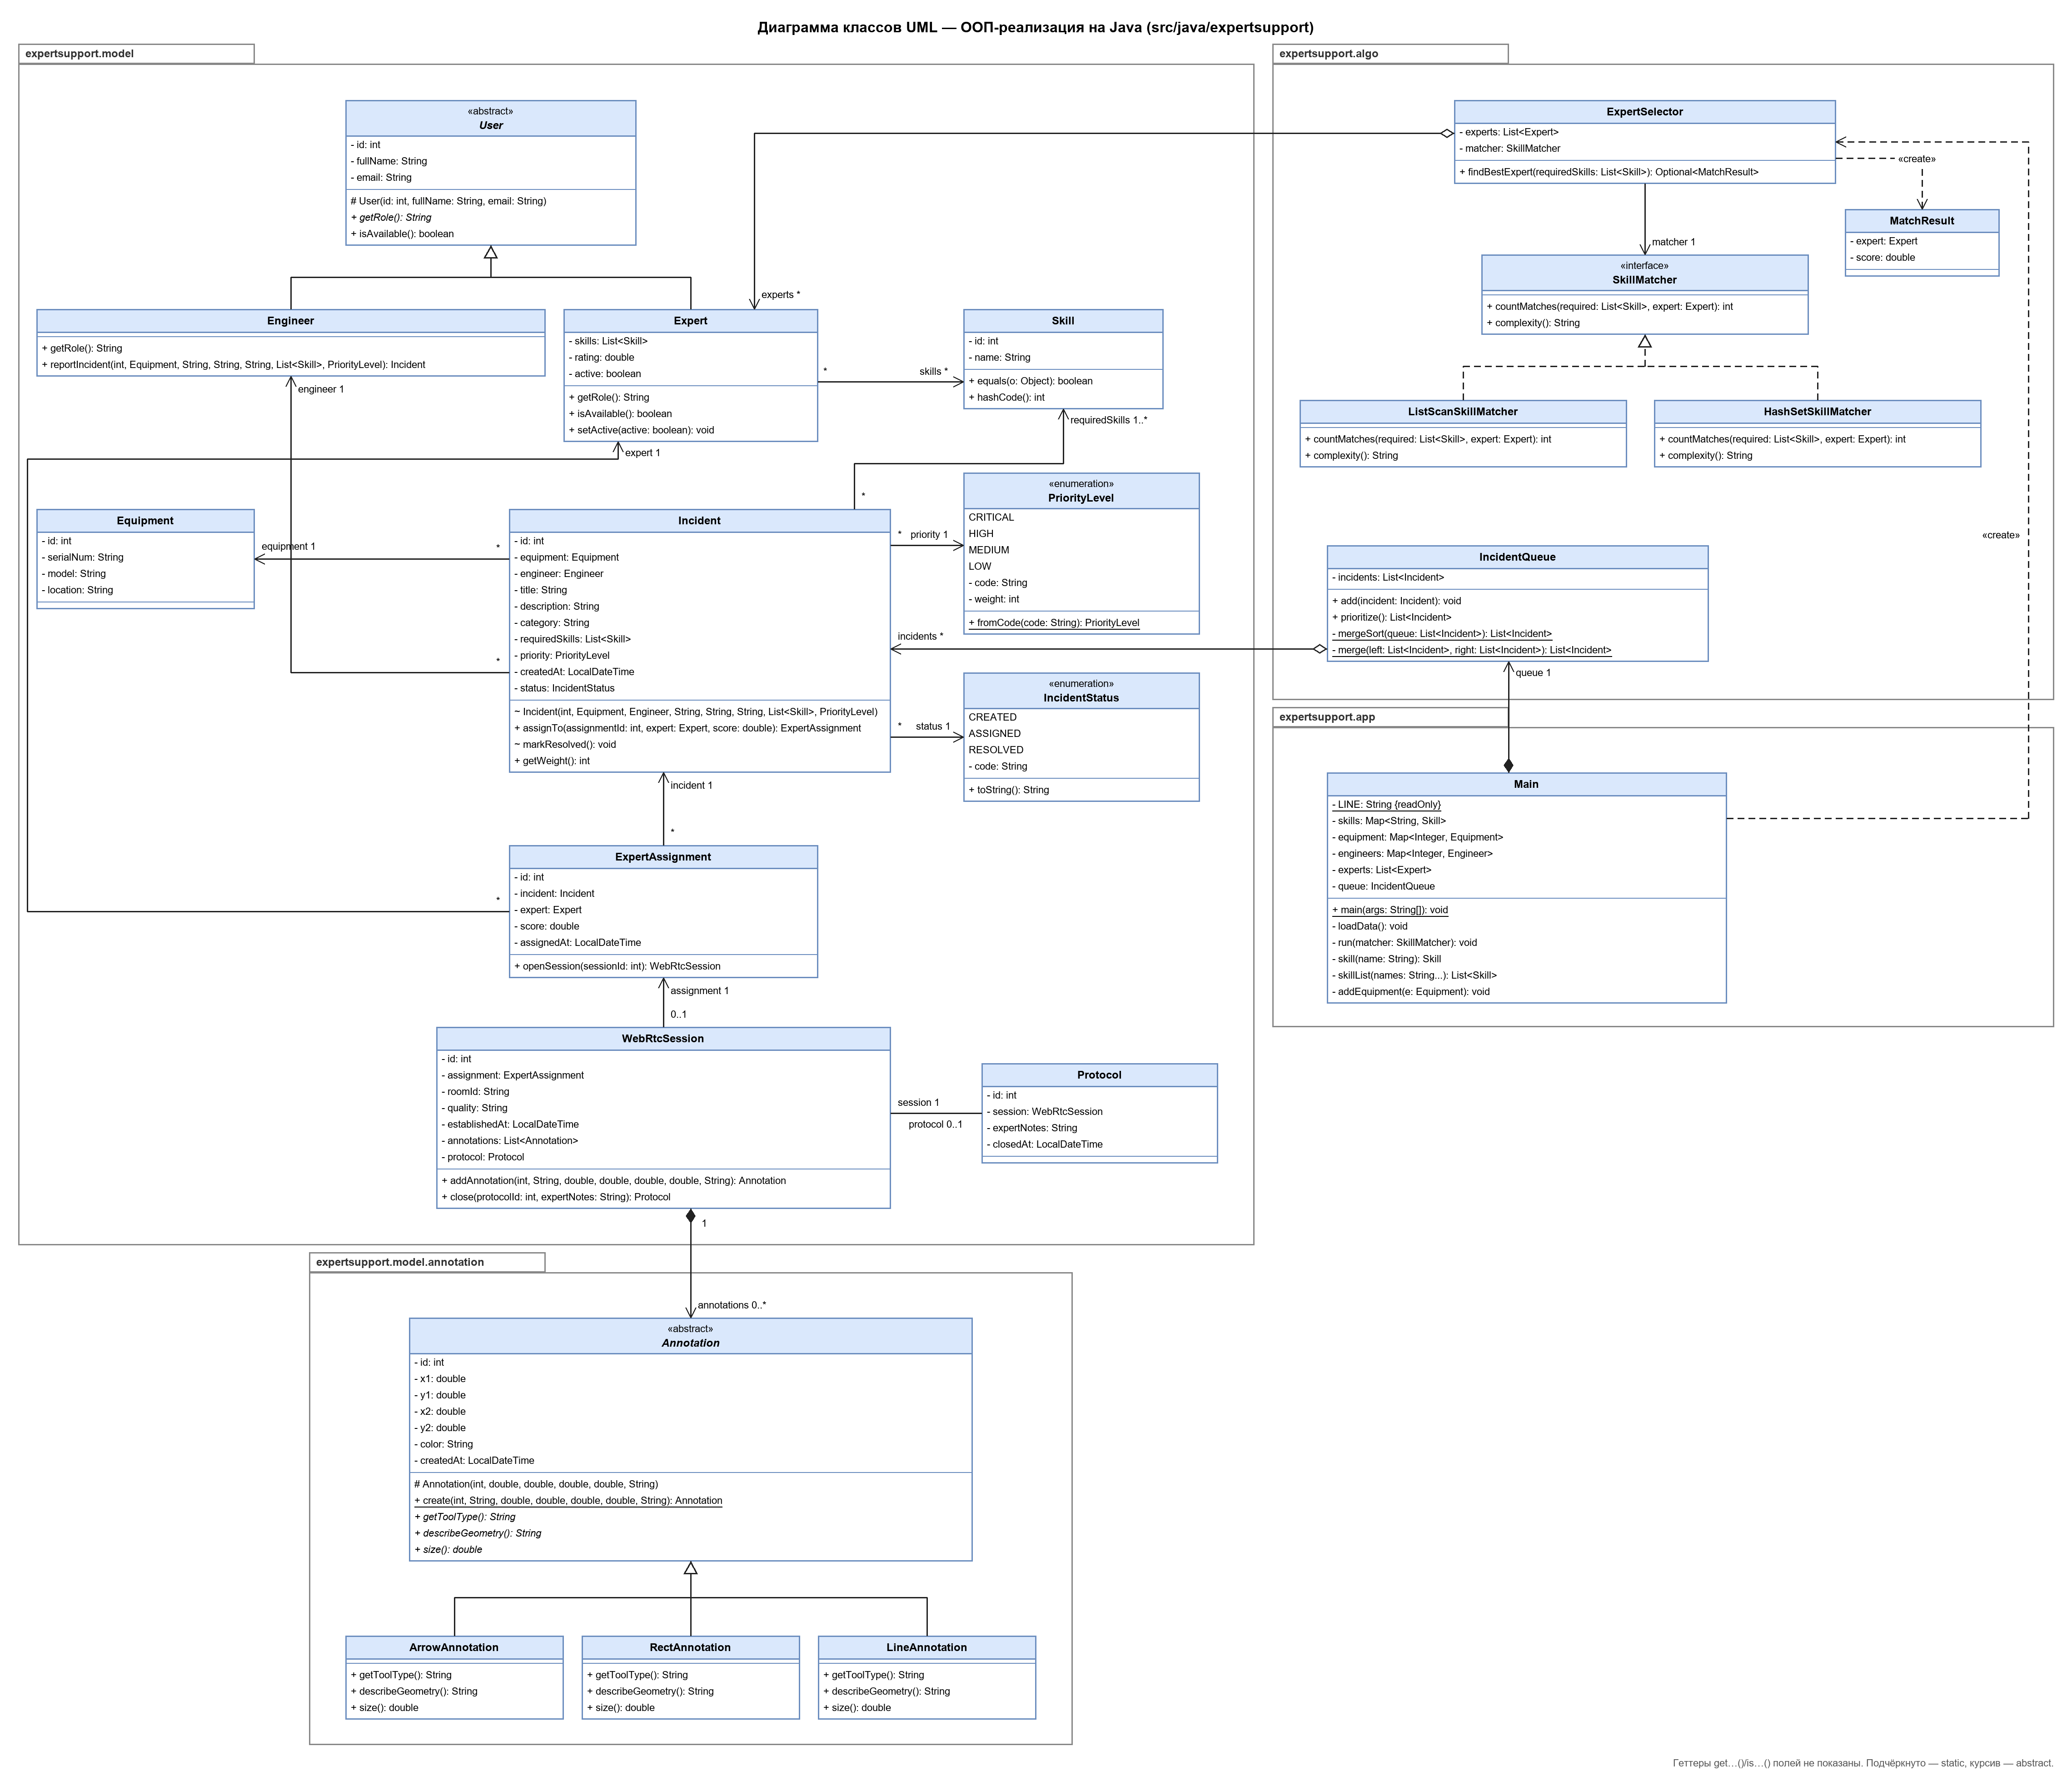 Диаграмма классов UML — ООП-реализация на Java (src/java/expertsupport)
expertsupport.model
«abstract»
User
- id: int
- fullName: String
- email: String
# User(id: int, fullName: String, email: String)
+ getRole(): String
+ isAvailable(): boolean
experts *
Engineer
+ getRole(): String
+ reportIncident(int, Equipment, String, String, String, List<Skill>, PriorityLevel): Incident
engineer 1
Expert
- skills: List<Skill>
- rating: double
- active: boolean
+ getRole(): String
+ isAvailable(): boolean
+ setActive(active: boolean): void
*
skills *
expert 1
Skill
- id: int
- name: String
+ equals(o: Object): boolean
+ hashCode(): int
requiredSkills 1..*
*
Equipment
- id: int
- serialNum: String
- model: String
- location: String
equipment 1
*
*
Incident
- id: int
- equipment: Equipment
- engineer: Engineer
- title: String
- description: String
- category: String
- requiredSkills: List<Skill>
- priority: PriorityLevel
- createdAt: LocalDateTime
- status: IncidentStatus
~ Incident(int, Equipment, Engineer, String, String, String, List<Skill>, PriorityLevel)
+ assignTo(assignmentId: int, expert: Expert, score: double): ExpertAssignment
~ markResolved(): void
+ getWeight(): int
* priority 1
«enumeration»
PriorityLevel
CRITICAL
HIGH
MEDIUM
LOW
- code: String
- weight: int
+ fromCode(code: String): PriorityLevel
incidents *
* status 1
«enumeration»
IncidentStatus
CREATED
ASSIGNED
RESOLVED
- code: String
+ toString(): String
incident 1
*
*
ExpertAssignment
- id: int
- incident: Incident
- expert: Expert
- score: double
- assignedAt: LocalDateTime
+ openSession(sessionId: int): WebRtcSession
assignment 1
0..1
WebRtcSession
- id: int
- assignment: ExpertAssignment
- roomId: String
- quality: String
- establishedAt: LocalDateTime
- annotations: List<Annotation>
- protocol: Protocol
+ addAnnotation(int, String, double, double, double, double, String): Annotation
+ close(protocolId: int, expertNotes: String): Protocol
session 1
protocol 0..1
Protocol
- id: int
- session: WebRtcSession
- expertNotes: String
- closedAt: LocalDateTime
1
expertsupport.model.annotation
annotations 0..*
«abstract»
Annotation
- id: int
- x1: double
- y1: double
- x2: double
- y2: double
- color: String
- createdAt: LocalDateTime
# Annotation(int, double, double, double, double, String)
+ create(int, String, double, double, double, double, String): Annotation
+ getToolType(): String
+ describeGeometry(): String
+ size(): double
ArrowAnnotation
+ getToolType(): String
+ describeGeometry(): String
+ size(): double
RectAnnotation
+ getToolType(): String
+ describeGeometry(): String
+ size(): double
LineAnnotation
+ getToolType(): String
+ describeGeometry(): String
+ size(): double
expertsupport.algo
ExpertSelector
- experts: List<Expert>
- matcher: SkillMatcher
+ findBestExpert(requiredSkills: List<Skill>): Optional<MatchResult>
«create»
MatchResult
- expert: Expert
- score: double
matcher 1
«interface»
SkillMatcher
+ countMatches(required: List<Skill>, expert: Expert): int
+ complexity(): String
ListScanSkillMatcher
+ countMatches(required: List<Skill>, expert: Expert): int
+ complexity(): String
HashSetSkillMatcher
+ countMatches(required: List<Skill>, expert: Expert): int
+ complexity(): String
«create»
IncidentQueue
- incidents: List<Incident>
+ add(incident: Incident): void
+ prioritize(): List<Incident>
- mergeSort(queue: List<Incident>): List<Incident>
- merge(left: List<Incident>, right: List<Incident>): List<Incident>
queue 1
expertsupport.app
Main
- LINE: String {readOnly}
- skills: Map<String, Skill>
- equipment: Map<Integer, Equipment>
- engineers: Map<Integer, Engineer>
- experts: List<Expert>
- queue: IncidentQueue
+ main(args: String[]): void
- loadData(): void
- run(matcher: SkillMatcher): void
- skill(name: String): Skill
- skillList(names: String...): List<Skill>
- addEquipment(e: Equipment): void
Геттеры get…()/is…() полей не показаны. Подчёркнуто — static, курсив — abstract.